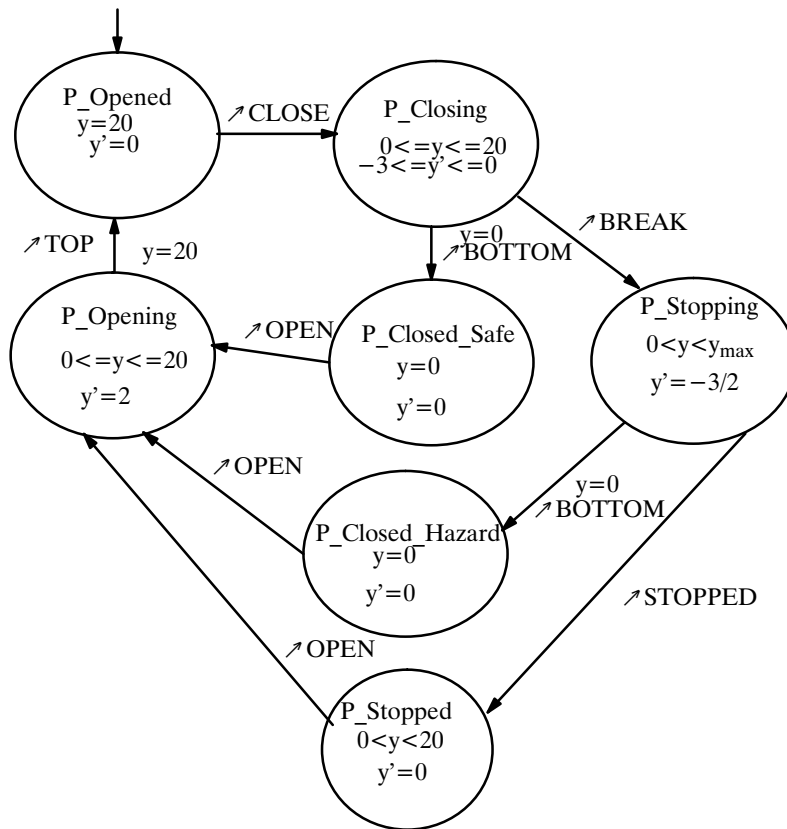 P_Opened
y=20
y'=0
↗CLOSE
P_Closing
0<=y<=20
−3<=y'<=0
↗TOP
y=20
y=0
↗BOTTOM
↗BREAK
P_Opening
0<=y<=20
y'=2
↗OPEN
P_Closed_Safe
y=0
y'=0
P_Stopping
0<y<y_max
y'=−3/2
↗OPEN
P_Closed_Hazard
y=0
y'=0
y=0
↗BOTTOM
↗STOPPED
↗OPEN
P_Stopped
0<y<20
y'=0